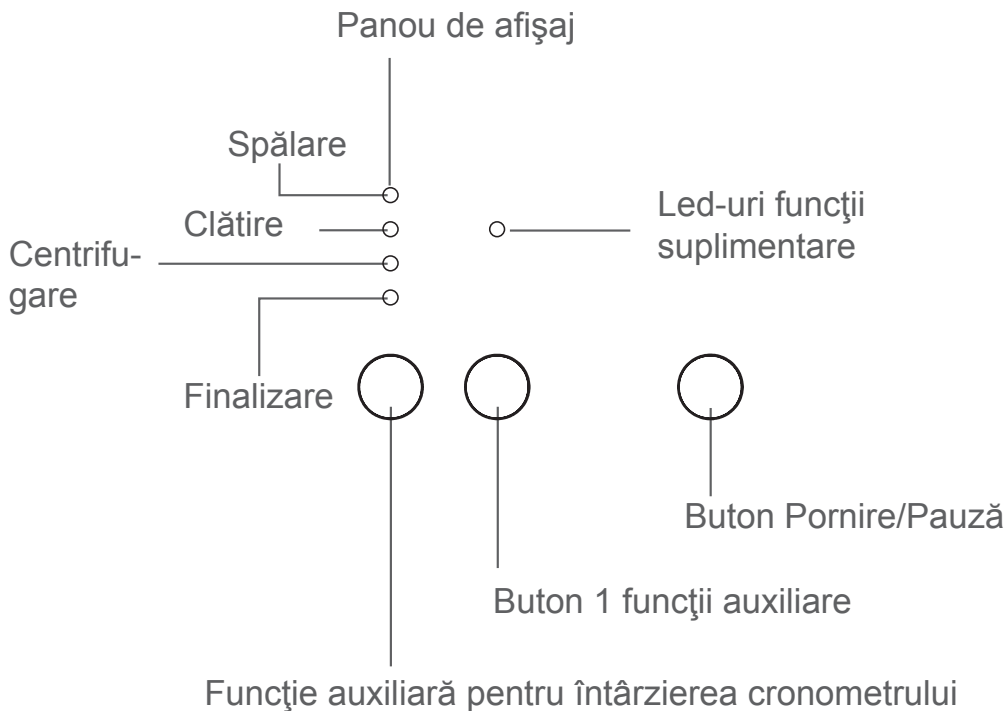 Panou de afişaj
Spălare
Clătire
Centrifu-
gare
Finalizare
Led-uri funcţii
suplimentare
Buton Pornire/Pauză
Buton 1 funcţii auxiliare
Funcţie auxiliară pentru întârzierea cronometrului